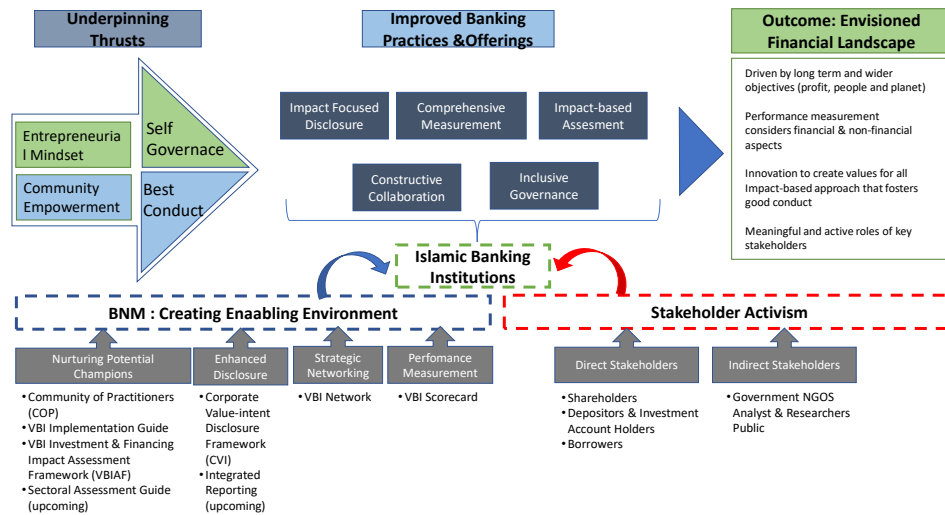 Underpinning
Thrusts
Improved Banking
Practices &Offerings
Outcome: Envisioned
Financial Landscape
Entrepreneuria
l Mindset
Self
Governace
Community
Empowerment
Best
Conduct
Impact Focused
Disclosure
Comprehensive
Measurement
Impact-based
Assesment
Constructive
Collaboration
Inclusive
Governance
Driven by long term and wider
objectives (profit, people and planet)
Performance measurement
considers financial & non-financial
aspects
Innovation to create values for all
Impact-based approach that fosters
good conduct
Meaningful and active roles of key
stakeholders
Islamic Banking
Institutions
BNM : Creating Enaabling Environment
Stakeholder Activism
Nurturing Potential
Champions
Enhanced
Disclosure
Strategic
Networking
Perfomance
Measurement
Direct Stakeholders
Indirect Stakeholders
• Community of Practitioners
(COP)
• VBI Implementation Guide
• VBI Investment & Financing
Impact Assessment
Framework (VBIAF)
• Sectoral Assessment Guide
(upcoming)
• Corporate
Value-intent
Disclosure
Framework
(CVI)
• Integrated
Reporting
(upcoming)
• VBI Network
• VBI Scorecard
• Shareholders
• Depositors & Investment
Account Holders
• Borrowers
• Government NGOS
Analyst & Researchers
Public